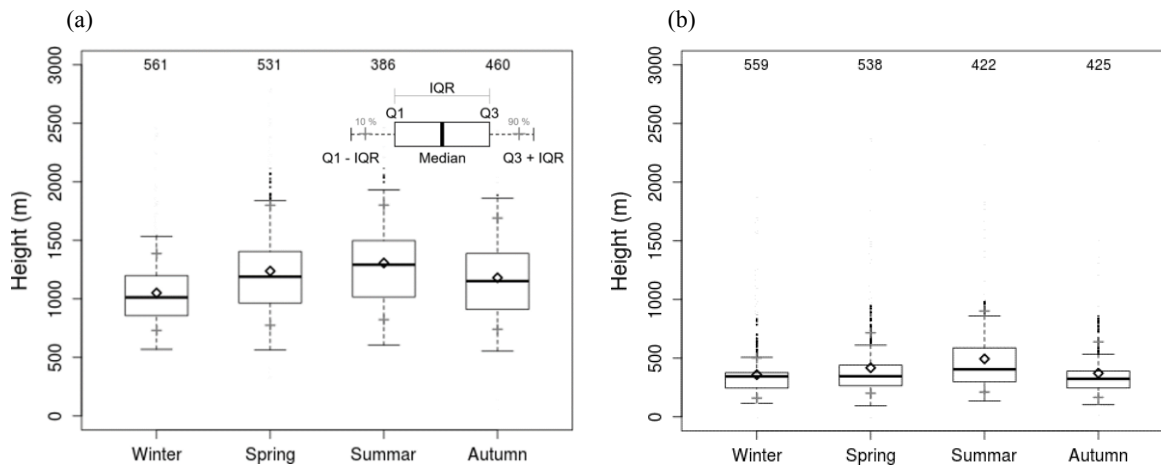 (a)
(b)
3000
2500
2000
1500
1000
500
0
Height (m)
561 531 386 460
IQR
Q1 Q3
10 % 90 %
Q1 - IQR Median Q3 + IQR
Winter Spring Summar Autumn
3000
2500
2000
1500
1000
500
0
Height (m)
559 538 422 425
Winter Spring Summar Autumn